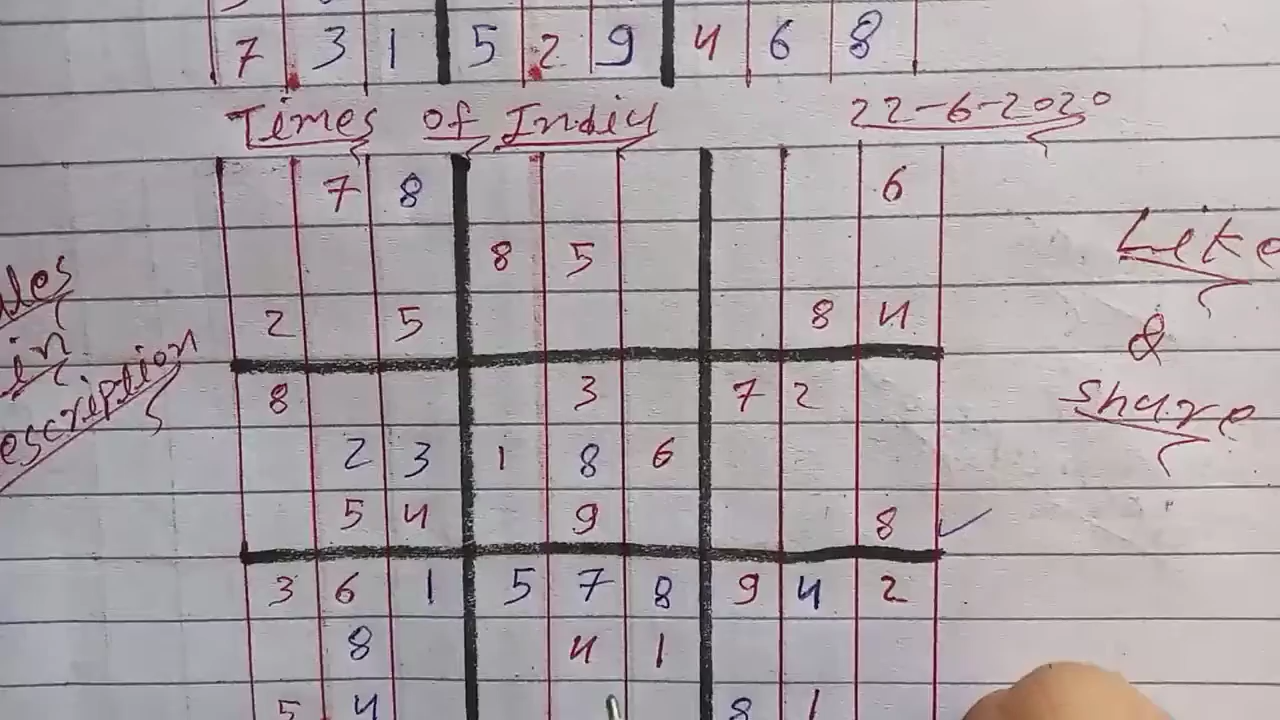 7 3 1 5 2 9 4 6 8
Times of India 22-6-2020
7 8 6
8 5
2 5 8 4
8 3 7 2
2 3 1 8 6
5 4 9 8
3 6 1 5 7 8 9 4 2
8 4 1
5 4 8 1
in
Like
&
Share